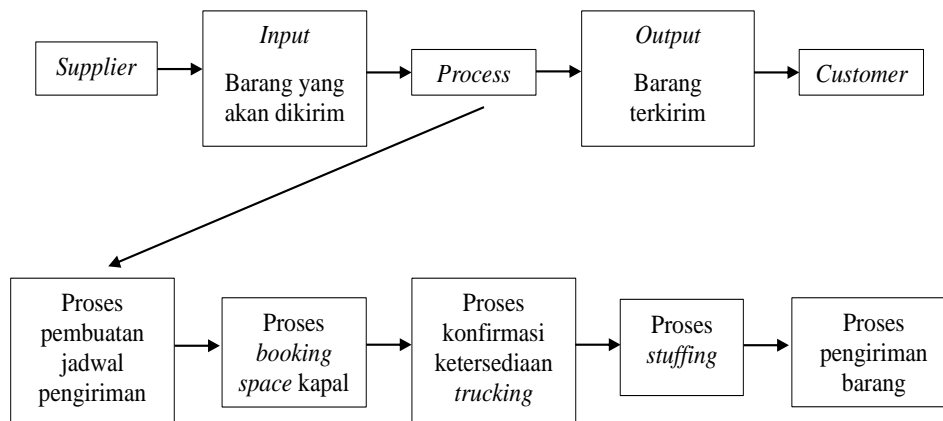 Supplier
Input
Barang yang
akan dikirim
Process
Output
Barang
terkirim
Customer
Proses
pembuatan
jadwal
pengiriman
Proses
booking
space kapal
Proses
konfirmasi
ketersediaan
trucking
Proses
stuffing
Proses
pengiriman
barang